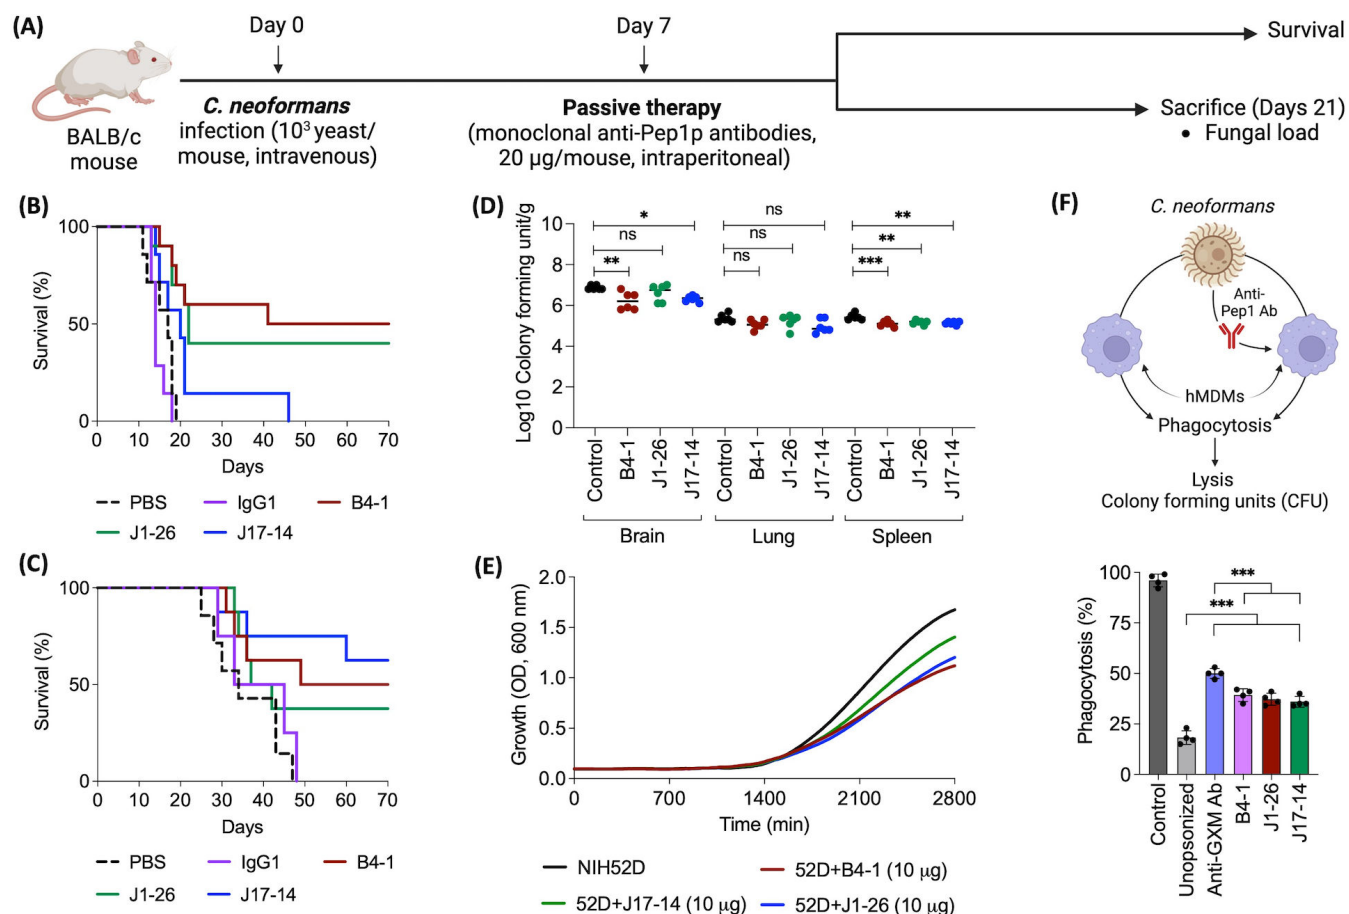 (A)
Day 0
Day 7
Survival
C. neoformans
infection (10³ yeast/
mouse, intravenous)
Passive therapy
(monoclonal anti-Pep1p antibodies,
20 µg/mouse, intraperitoneal)
Sacrifice (Days 21)
• Fungal load
BALB/c
mouse
(B)
Survival (%)
100
50
0
0 10 20 30 40 50 60 70
Days
PBS IgG1 B4-1
J1-26 J17-14
(C)
Survival (%)
100
50
0
0 10 20 30 40 50 60 70
Days
PBS IgG1 B4-1
J1-26 J17-14
(D)
Log10 Colony forming unit/g
10
8
6
4
2
0
* ns **
ns ns **
** ns ***
Control B4-1 J1-26 J17-14 Control B4-1 J1-26 J17-14 Control B4-1 J1-26 J17-14
Brain Lung Spleen
(E)
Growth (OD, 600 nm)
2.0
1.5
1.0
0.5
0.0
0 700 1400 2100 2800
Time (min)
NIH52D 52D+B4-1 (10 µg)
52D+J17-14 (10 µg) 52D+J1-26 (10 µg)
(F)
C. neoformans
Anti-
Pep1 Ab
hMDMs
Phagocytosis
Lysis
Colony forming units (CFU)
Phagocytosis (%)
100
75
50
25
0
***
***
Control Unopsonized Anti-GXM Ab B4-1 J1-26 J17-14